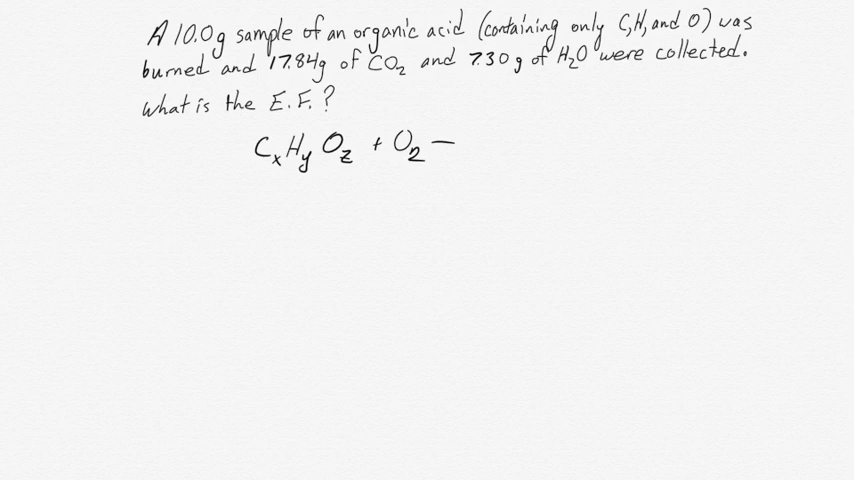 A 10.0g sample of an organic acid (containing only C,H, and O) was
burned and 17.84g of CO₂ and 7.30 g of H₂O were collected.
What is the E.F.?
CₓHᵧO_z + O₂ —